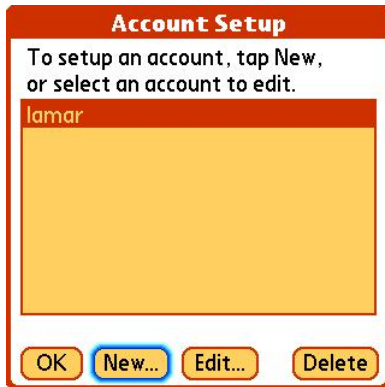 Account Setup
To setup an account, tap New,
or select an account to edit.
lamar
OK New... Edit... Delete